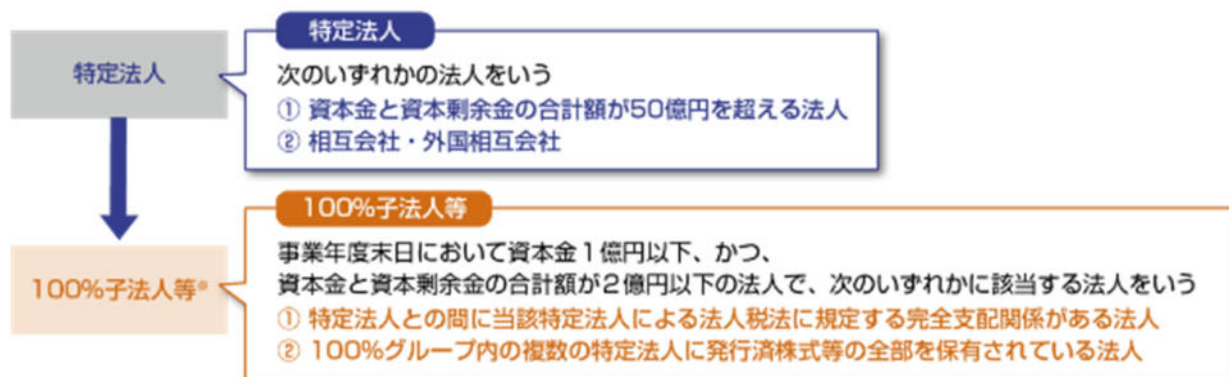 特定法人
特定法人
次のいずれかの法人をいう
① 資本金と資本剰余金の合計額が50億円を超える法人
② 相互会社・外国相互会社
100%子法人等※
100%子法人等
事業年度末日において資本金1億円以下、かつ、
資本金と資本剰余金の合計額が2億円以下の法人で、次のいずれかに該当する法人をいう
① 特定法人との間に当該特定法人による法人税法に規定する完全支配関係がある法人
② 100%グループ内の複数の特定法人に発行済株式等の全部を保有されている法人